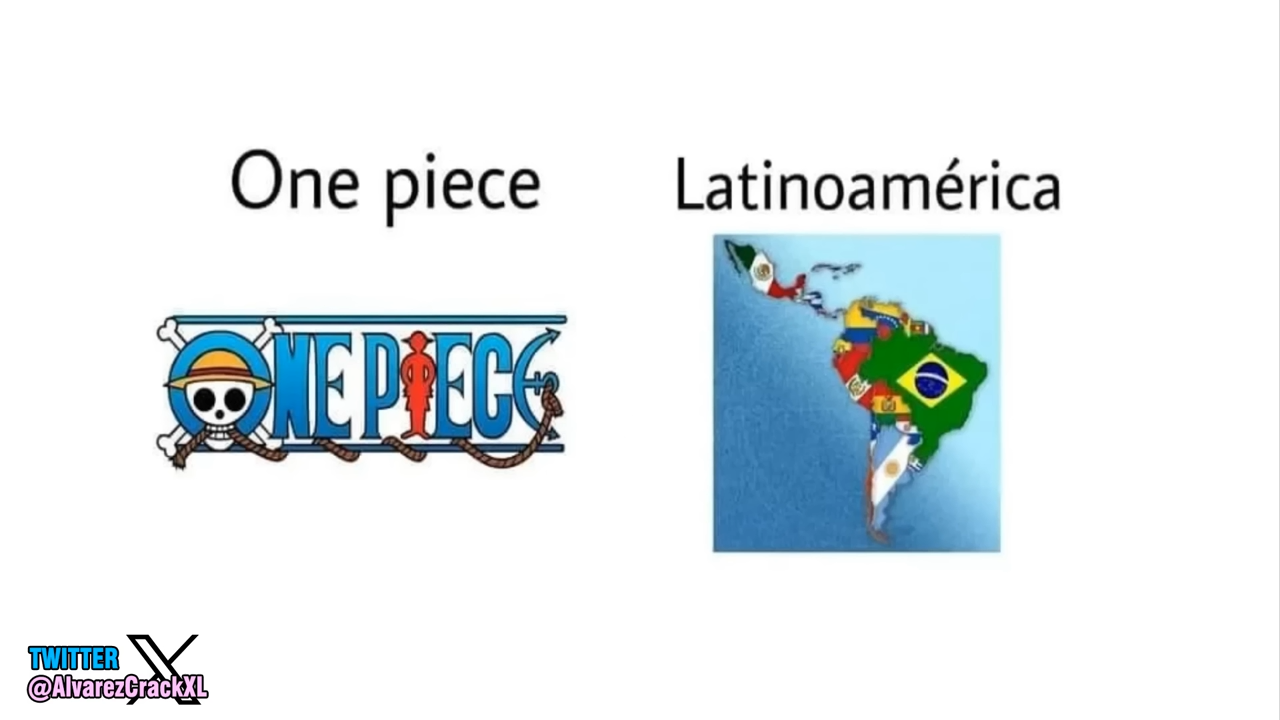 One piece
Latinoamérica
ONE PIECE
TWITTER
@AlvarezCrackXL